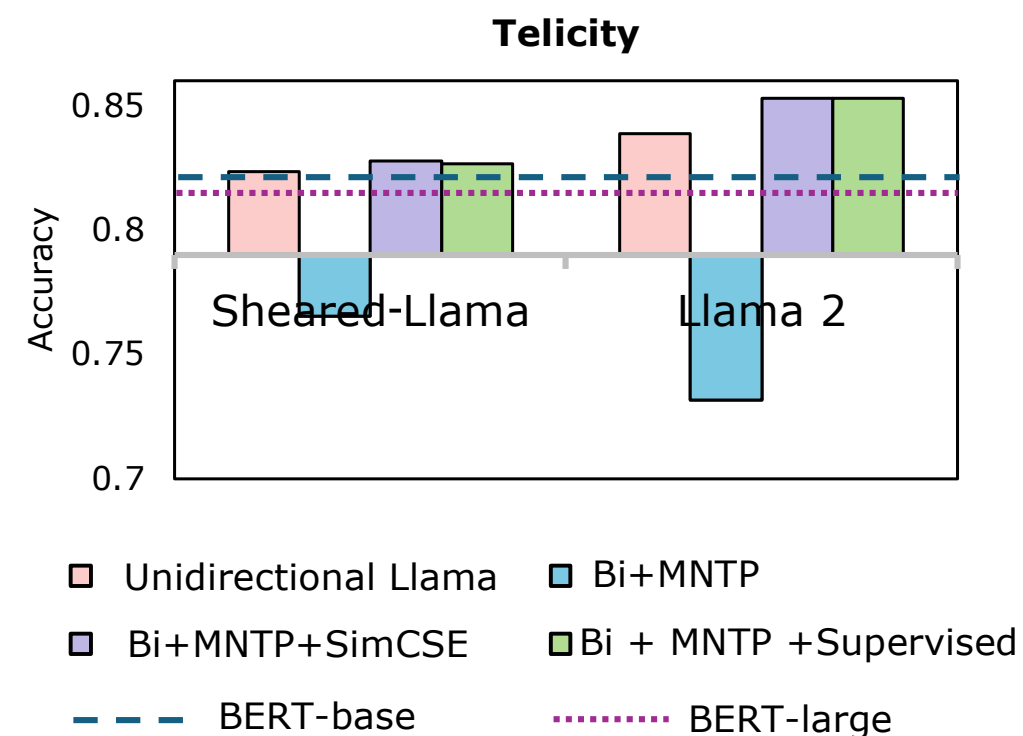 Telicity
0.85
0.8
0.75
0.7
Accuracy
Sheared-Llama
Llama 2
Unidirectional Llama
Bi+MNTP
Bi+MNTP+SimCSE
Bi + MNTP +Supervised
BERT-base
BERT-large